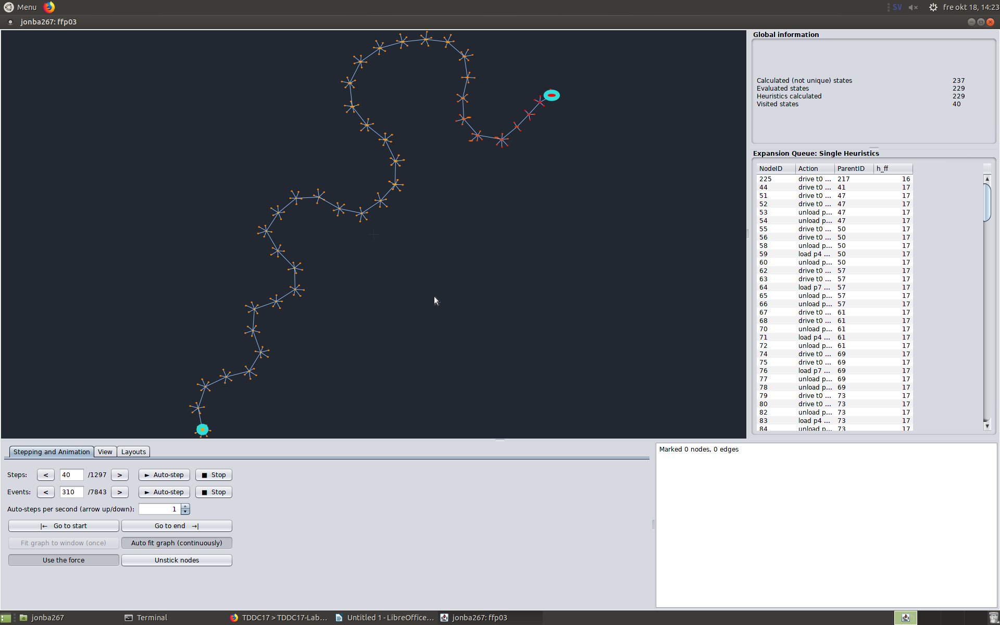 Menu
SV
fre okt 18, 14:23
jonba267: ffp03
Global information
Calculated (not unique) states 237
Evaluated states 229
Heuristics calculated 229
Visited states 40
Expansion Queue: Single Heuristics
NodeID Action ParentID h_ff
225 drive t0 ... 217 16
44 drive t0 ... 41 17
51 drive t0 ... 47 17
52 drive t0 ... 47 17
53 unload p... 47 17
54 unload p... 47 17
55 drive t0 ... 50 17
56 drive t0 ... 50 17
58 unload p... 50 17
59 load p4 ... 50 17
60 unload p... 50 17
62 drive t0 ... 57 17
63 drive t0 ... 57 17
64 load p7 ... 57 17
65 unload p... 57 17
66 unload p... 57 17
67 drive t0 ... 61 17
68 drive t0 ... 61 17
70 unload p... 61 17
71 load p4 ... 61 17
72 unload p... 61 17
74 drive t0 ... 69 17
75 drive t0 ... 69 17
76 load p7 ... 69 17
77 unload p... 69 17
78 unload p... 69 17
79 drive t0 ... 73 17
80 drive t0 ... 73 17
82 unload p... 73 17
83 load p4 ... 73 17
84 unload p... 73 17
Stepping and Animation View Layouts
Steps: < 40 /1297 > ► Auto-step ■ Stop
Events: < 310 /7843 > ► Auto-step ■ Stop
Auto-steps per second (arrow up/down): 1
|← Go to start Go to end →|
Fit graph to window (once) Auto fit graph (continuously)
Use the force Unstick nodes
Marked 0 nodes, 0 edges
jonba267 Terminal TDDC17 > TDDC17-Lab... Untitled 1 - LibreOffice... jonba267: ffp03